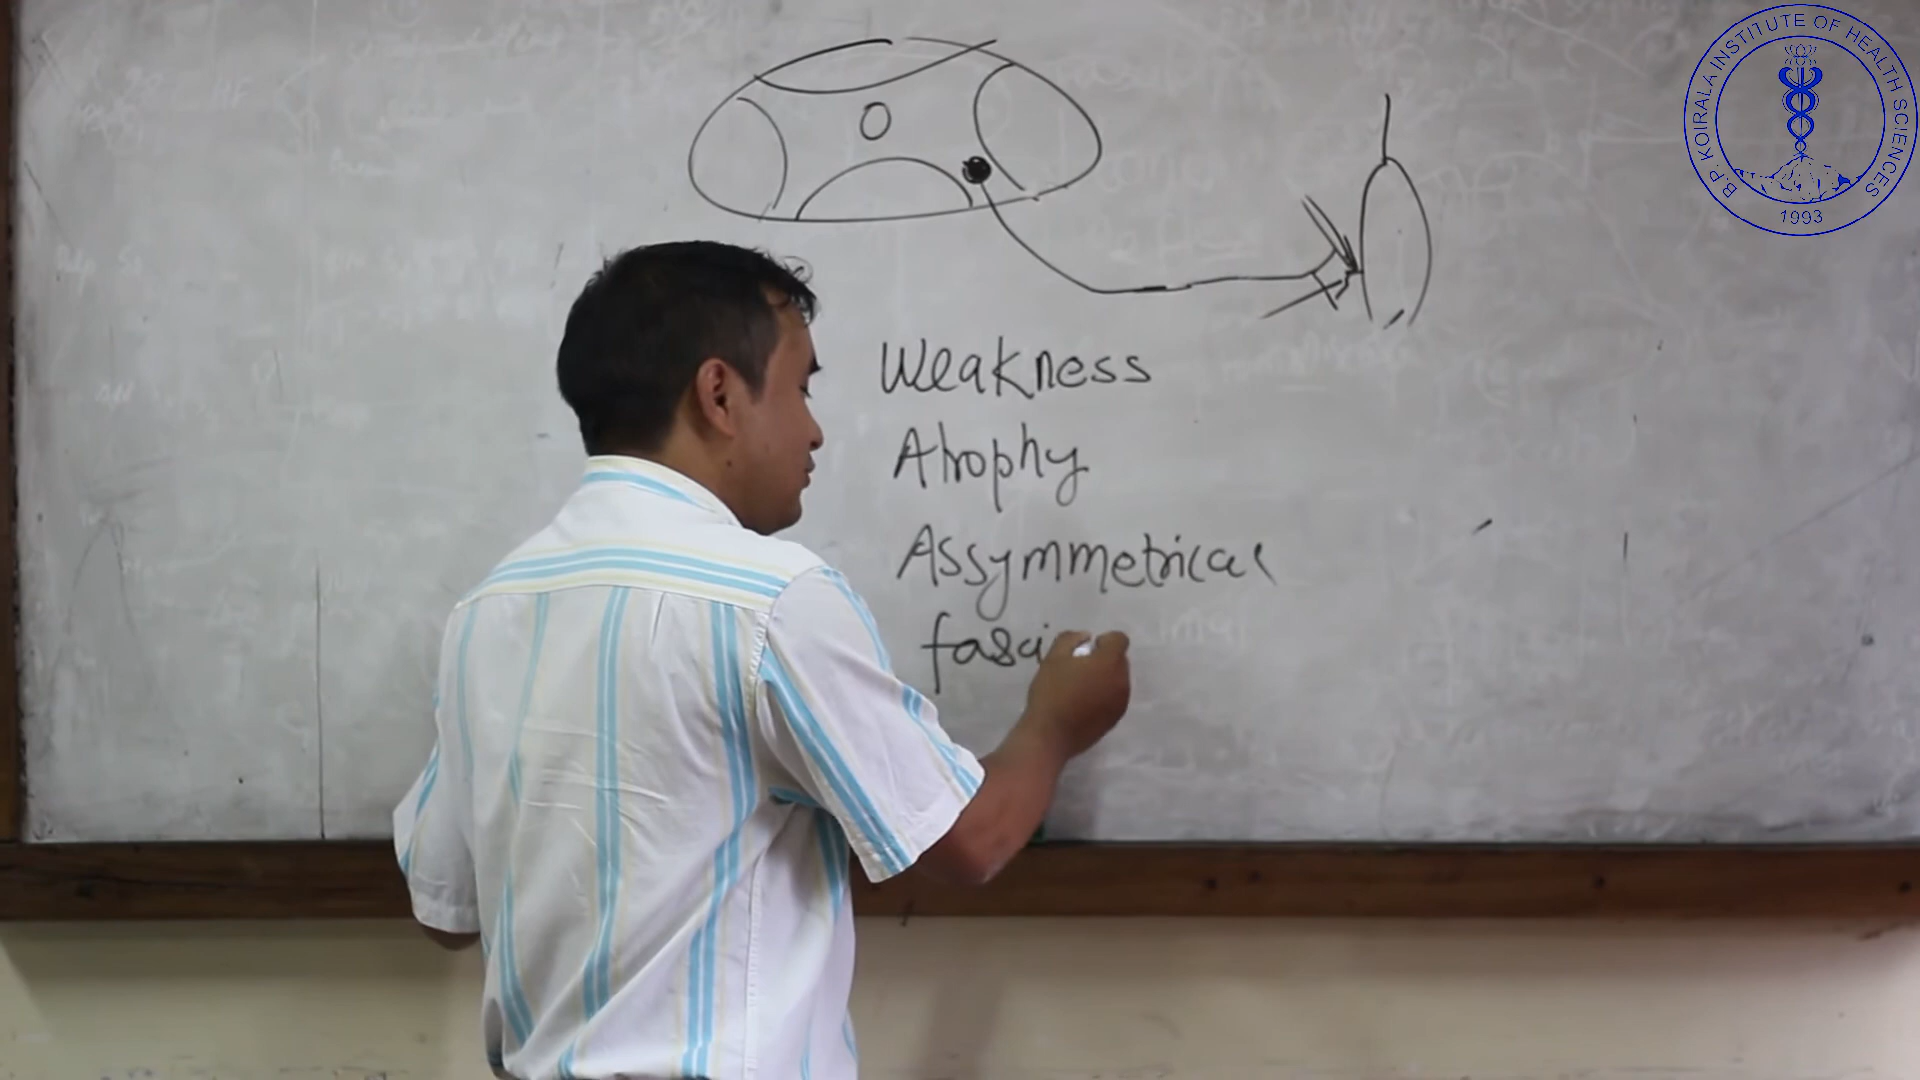 B.P. KOIRALA INSTITUTE OF HEALTH SCIENCES
1993
Weakness
Atrophy
Assymmetrical
fasci